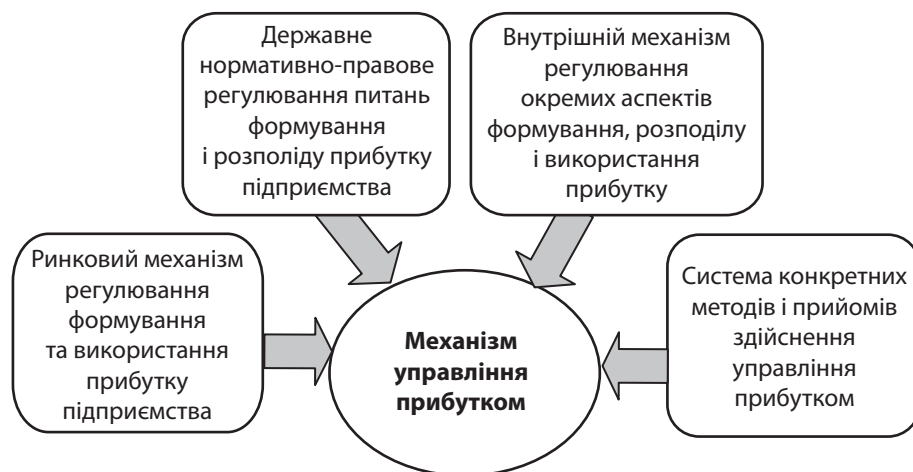 Державне
нормативно-правове
регулювання питань
формування
і розполіду прибутку
підприємства
Внутрішній механізм
регулювання
окремих аспектів
формування, розподілу
і використання
прибутку
Ринковий механізм
регулювання
формування
та використання
прибутку
підприємства
Механізм
управління
прибутком
Система конкретних
методів і прийомів
здійснення
управління
прибутком